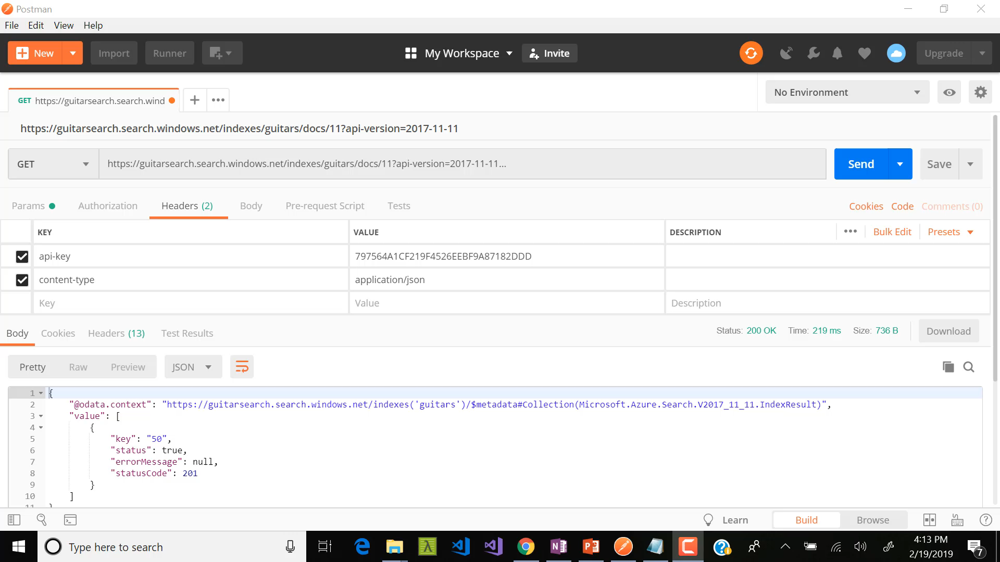 Postman
File Edit View Help
New Import Runner My Workspace Invite Upgrade
GET https://guitarsearch.search.wind No Environment
https://guitarsearch.search.windows.net/indexes/guitars/docs/11?api-version=2017-11-11
GET https://guitarsearch.search.windows.net/indexes/guitars/docs/11?api-version=2017-11-11... Send Save
Params Authorization Headers (2) Body Pre-request Script Tests Cookies Code Comments (0)
KEY VALUE DESCRIPTION Bulk Edit Presets
api-key 797564A1CF219F4526EEBF9A87182DDD
content-type application/json
Key Value Description
Body Cookies Headers (13) Test Results Status: 200 OK Time: 219 ms Size: 736 B Download
Pretty Raw Preview JSON
1 {
2 "@odata.context": "https://guitarsearch.search.windows.net/indexes('guitars')/$metadata#Collection(Microsoft.Azure.Search.V2017_11_11.IndexResult)",
3 "value": [
4 {
5 "key": "50",
6 "status": true,
7 "errorMessage": null,
8 "statusCode": 201
9 }
10 ]
11 }
Learn Build Browse
Type here to search
4:13 PM
2/19/2019
7